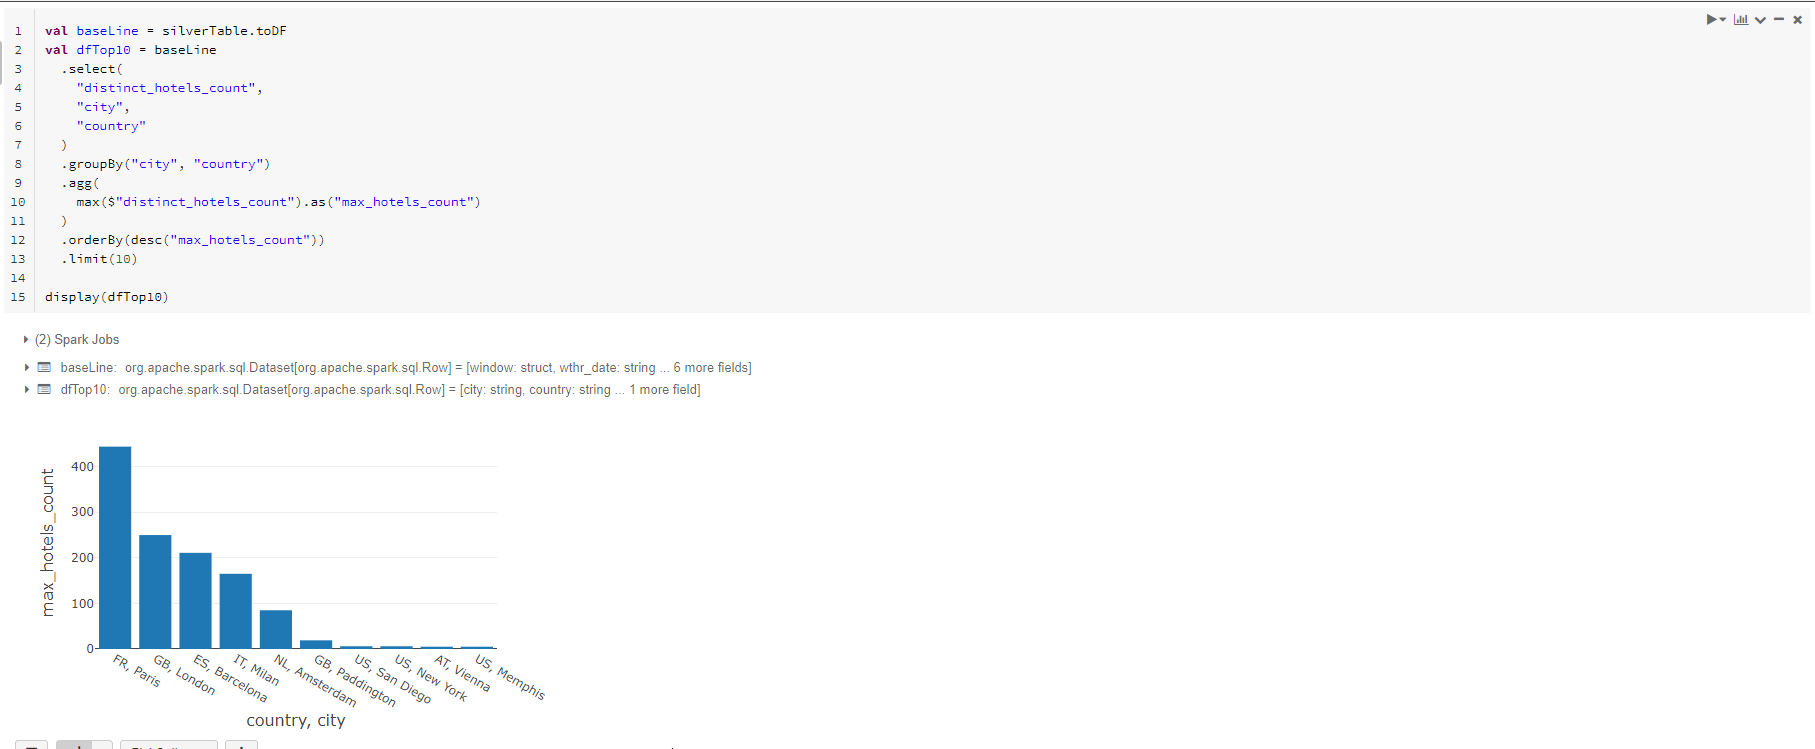 1 val baseLine = silverTable.toDF
2 val dfTop10 = baseLine
3 .select(
4 "distinct_hotels_count",
5 "city",
6 "country"
7 )
8 .groupBy("city", "country")
9 .agg(
10 max($"distinct_hotels_count").as("max_hotels_count")
11 )
12 .orderBy(desc("max_hotels_count"))
13 .limit(10)
14
15 display(dfTop10)
(2) Spark Jobs
baseLine: org.apache.spark.sql.Dataset[org.apache.spark.sql.Row] = [window: struct, wthr_date: string ... 6 more fields]
dfTop10: org.apache.spark.sql.Dataset[org.apache.spark.sql.Row] = [city: string, country: string ... 1 more field]
max_hotels_count
400
300
200
100
0
FR, Paris
GB, London
ES, Barcelona
IT, Milan
NL, Amsterdam
GB, Paddington
US, San Diego
US, New York
AT, Vienna
US, Memphis
country, city